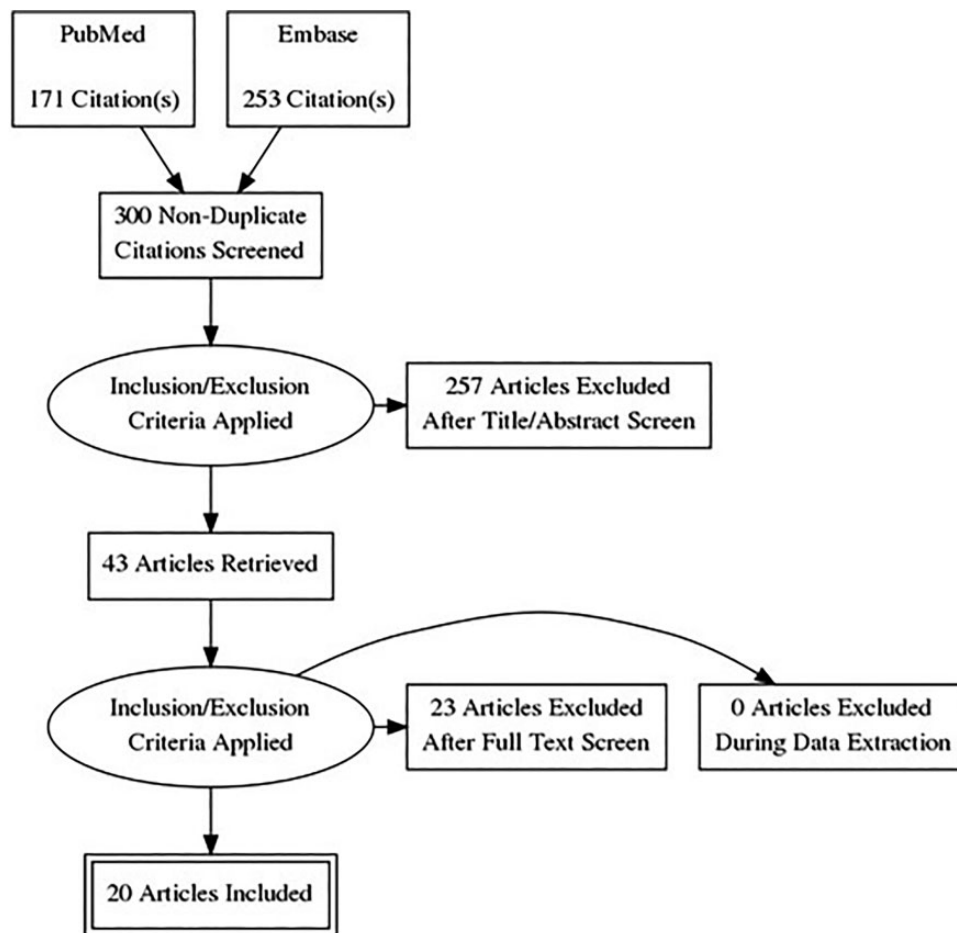 PubMed
171 Citation(s)
Embase
253 Citation(s)
300 Non-Duplicate
Citations Screened
Inclusion/Exclusion
Criteria Applied
257 Articles Excluded
After Title/Abstract Screen
43 Articles Retrieved
Inclusion/Exclusion
Criteria Applied
23 Articles Excluded
After Full Text Screen
0 Articles Excluded
During Data Extraction
20 Articles Included